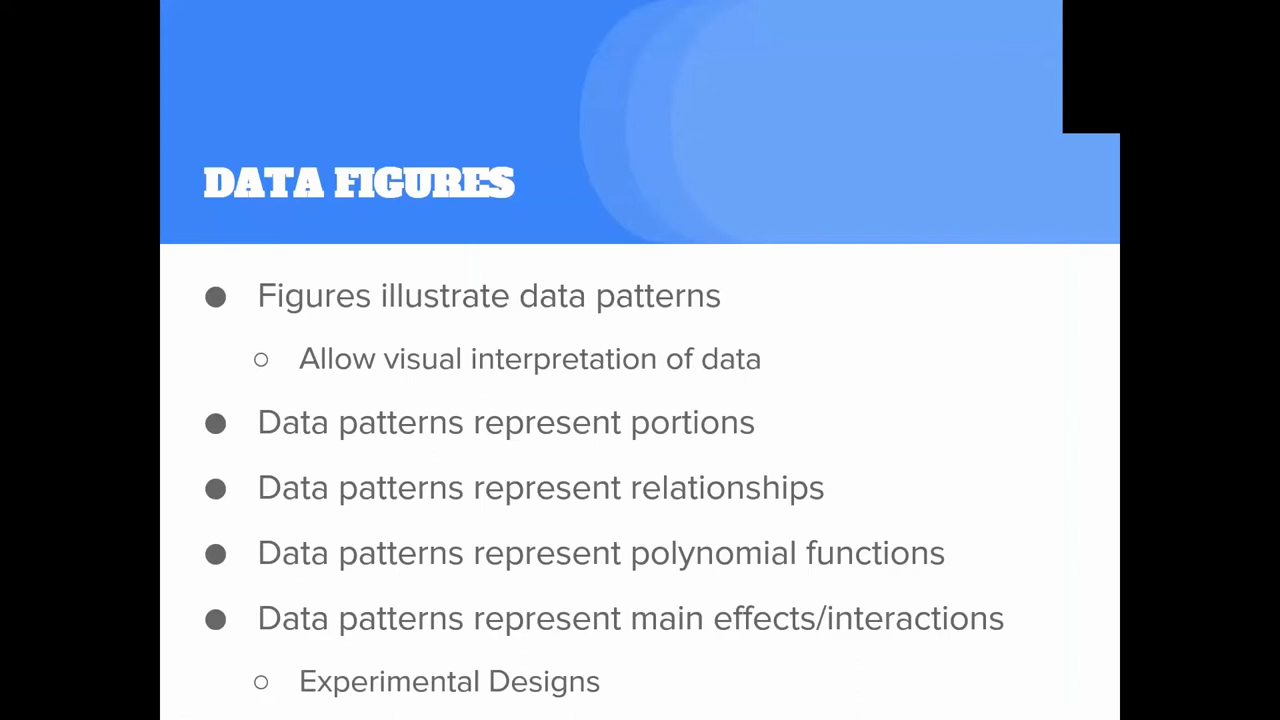 DATA FIGURES
● Figures illustrate data patterns
○ Allow visual interpretation of data
● Data patterns represent portions
● Data patterns represent relationships
● Data patterns represent polynomial functions
● Data patterns represent main effects/interactions
○ Experimental Designs